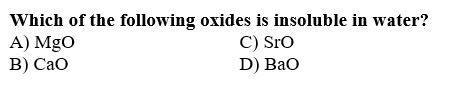 Which of the following oxides is insoluble in water?
A) MgO C) SrO
B) CaO D) BaO